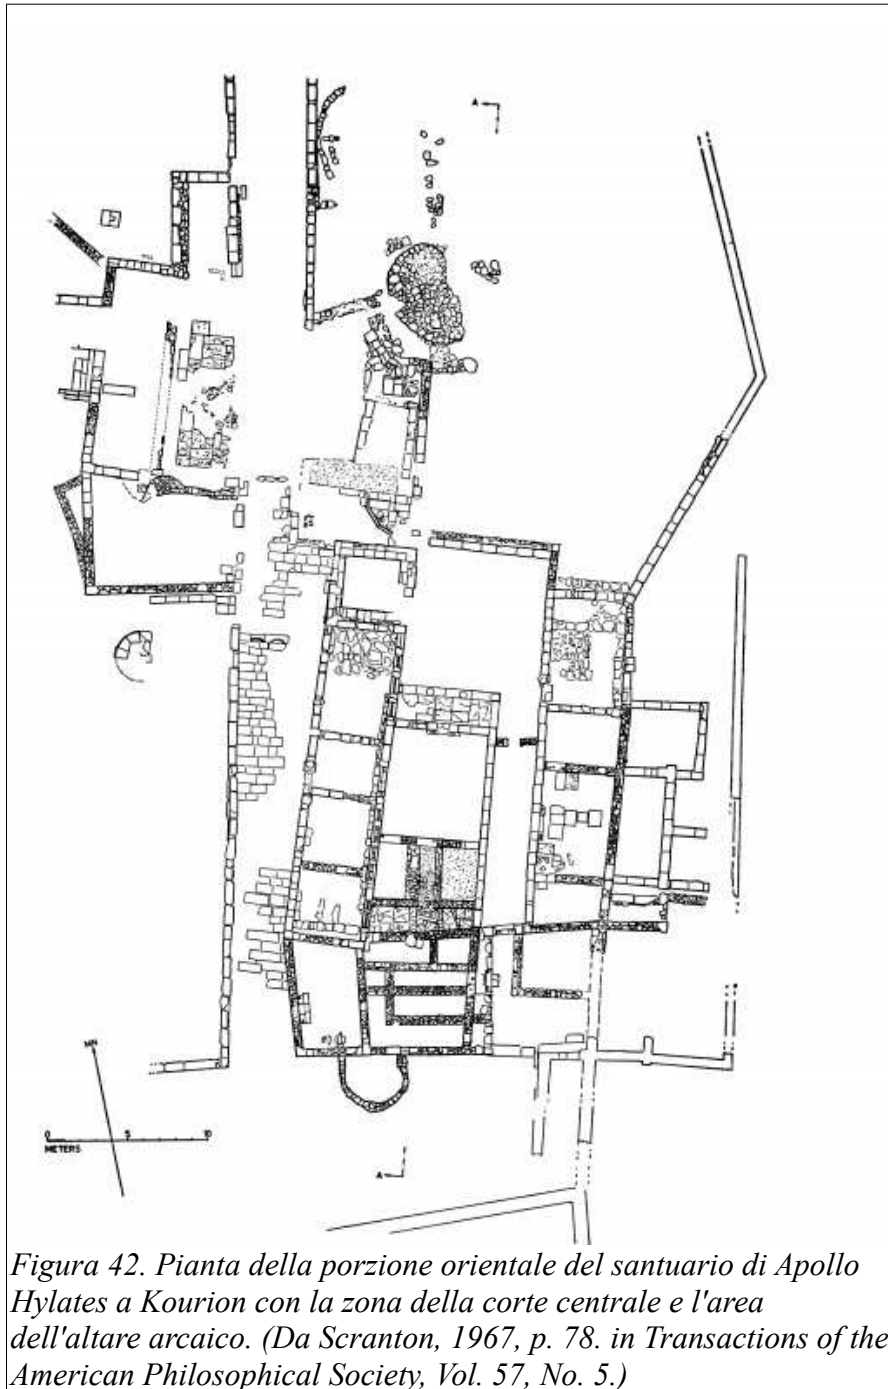 A
MN
0 5 10
METERS
A
Figura 42. Pianta della porzione orientale del santuario di Apollo
Hylates a Kourion con la zona della corte centrale e l'area
dell'altare arcaico. (Da Scranton, 1967, p. 78. in Transactions of the
American Philosophical Society, Vol. 57, No. 5.)